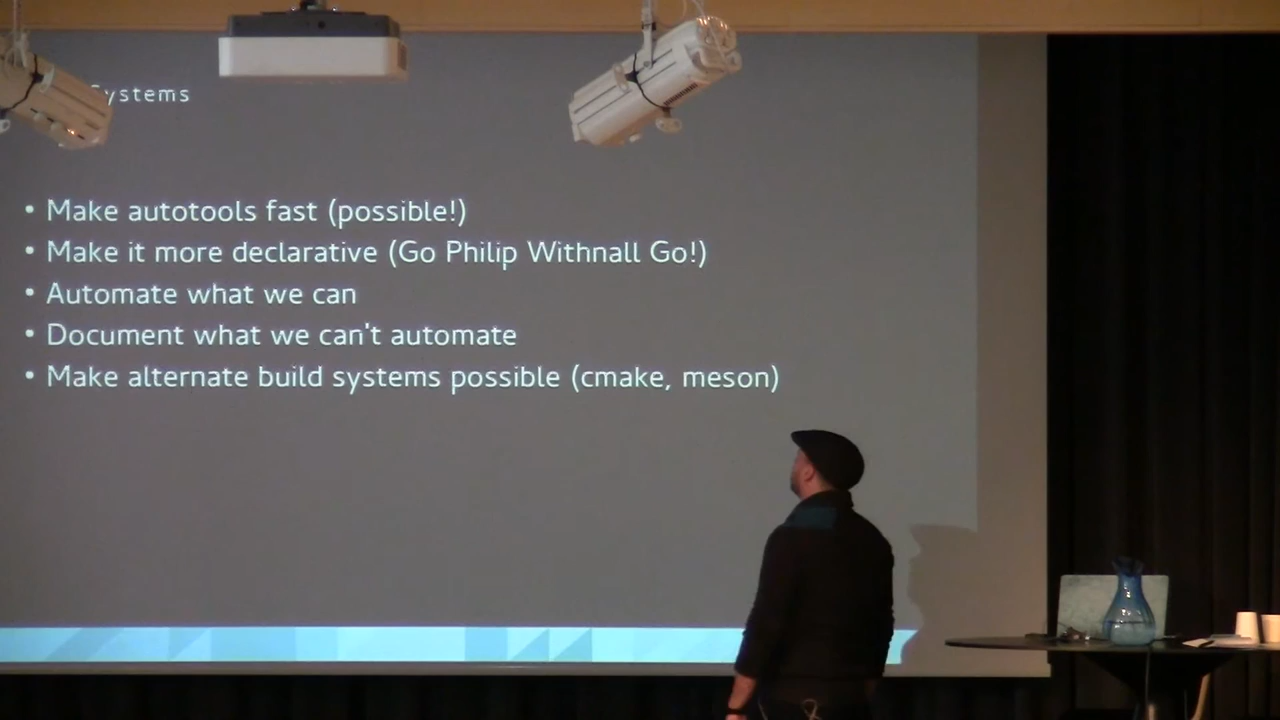 Systems
• Make autotools fast (possible!)
• Make it more declarative (Go Philip Withnall Go!)
• Automate what we can
• Document what we can't automate
• Make alternate build systems possible (cmake, meson)